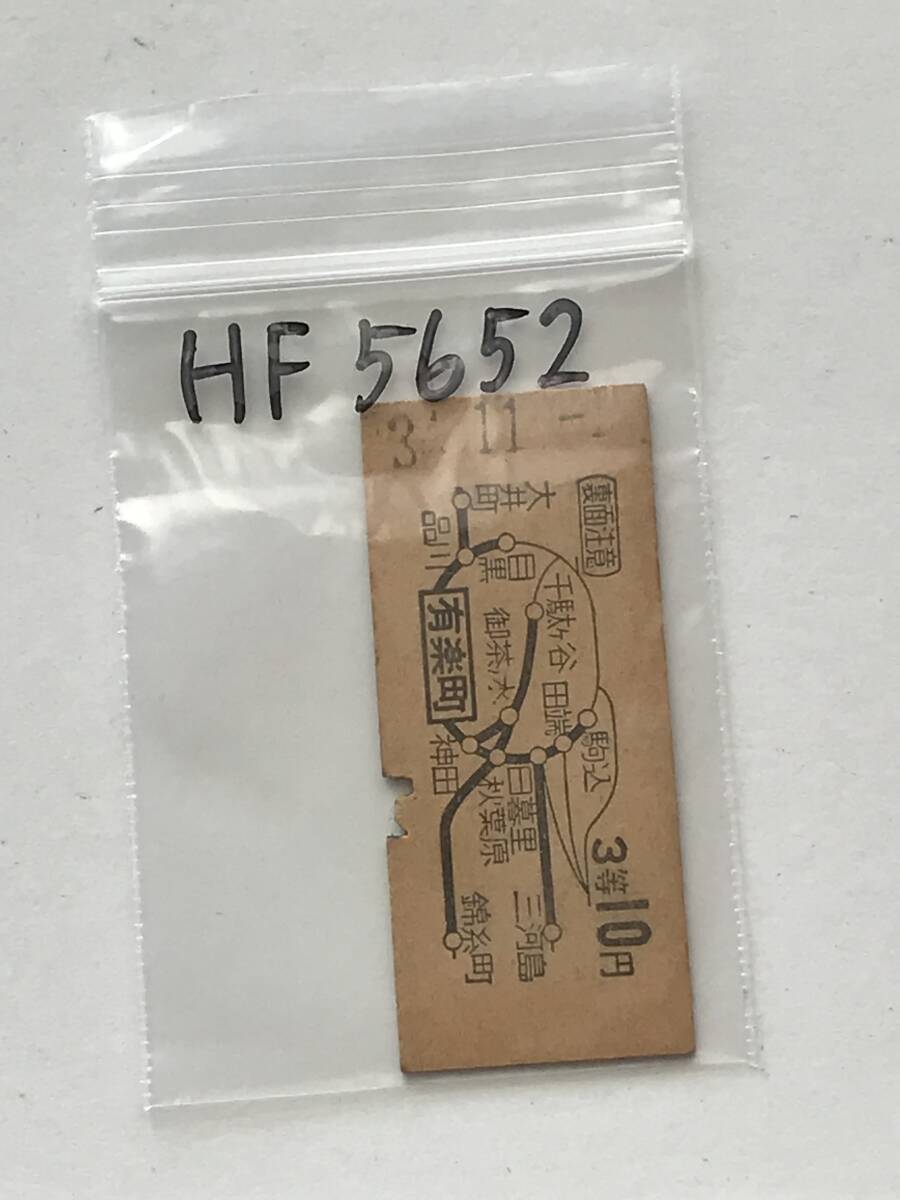 HF 5652
3 11
裏面注意
大井町
品川
目黒
千駄ヶ谷
御茶ノ水
有楽町
田端
駒込
神田
日暮里
秋葉原
三河島
錦糸町
3等10円